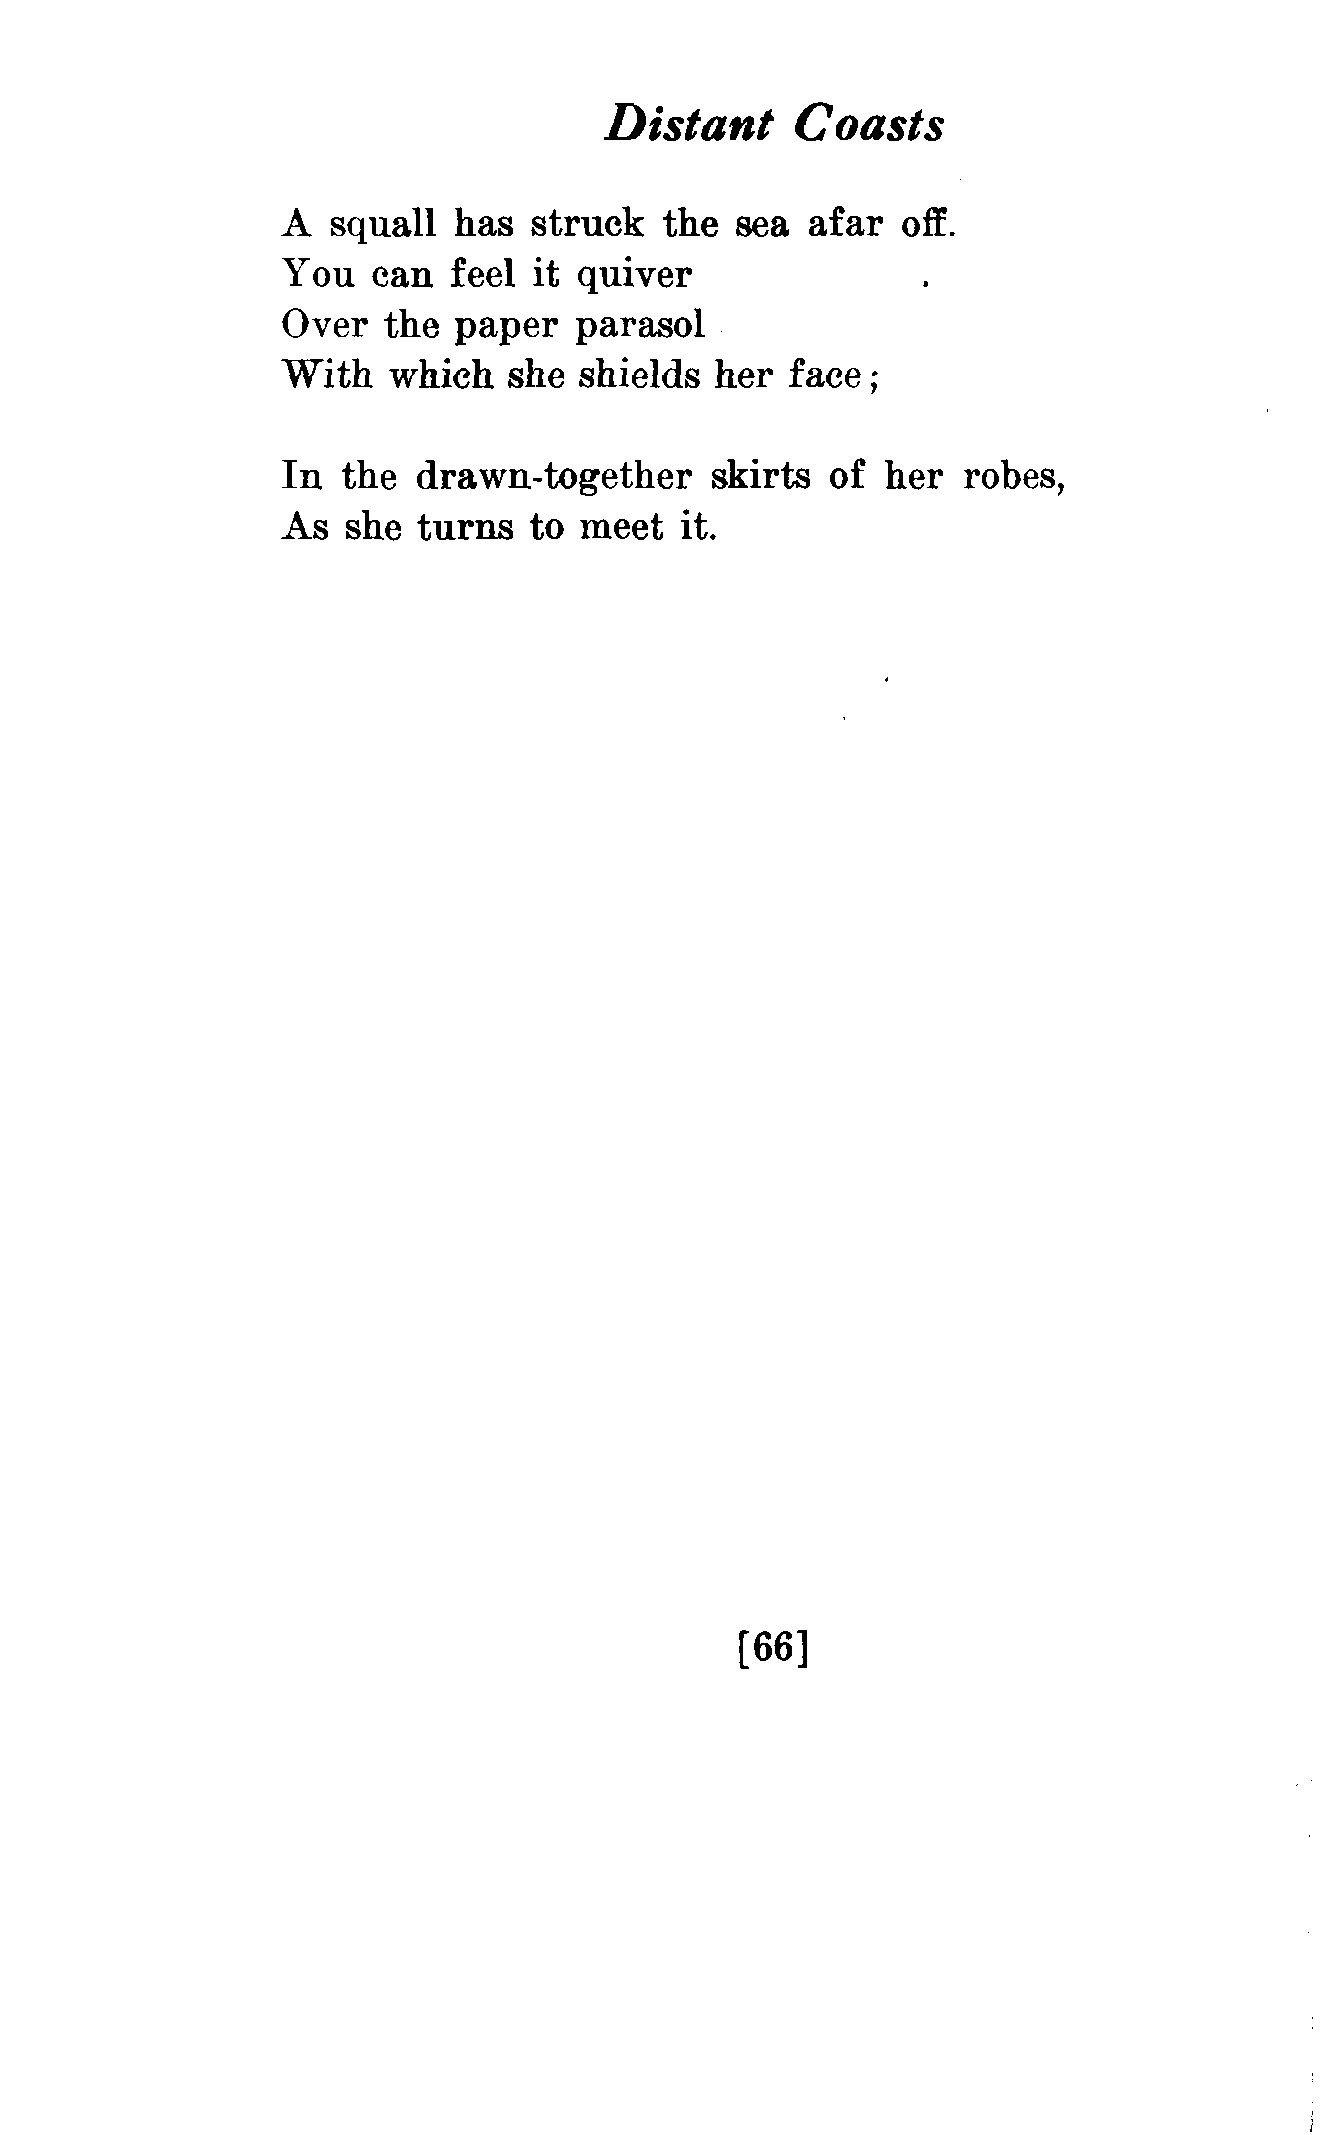 Distant Coasts
A squall has struck the sea afar off.
You can feel it quiver
Over the paper parasol
With which she shields her face;
In the drawn-together skirts of her robes,
As she turns to meet it.
[66]